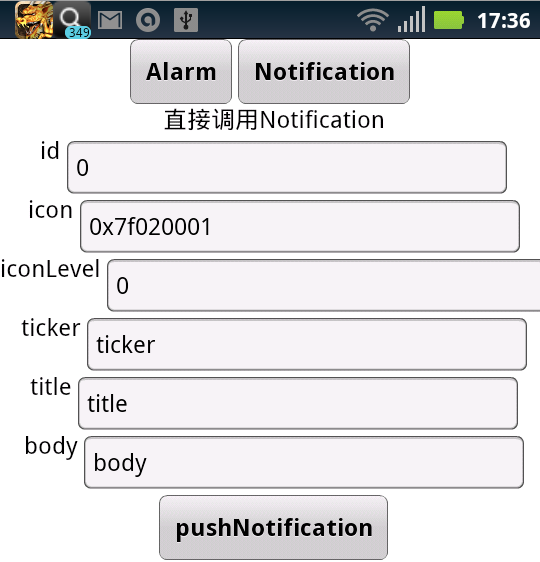 349 17:36
Alarm Notification
直接调用Notification
id 0
icon 0x7f020001
iconLevel 0
ticker ticker
title title
body body
pushNotification